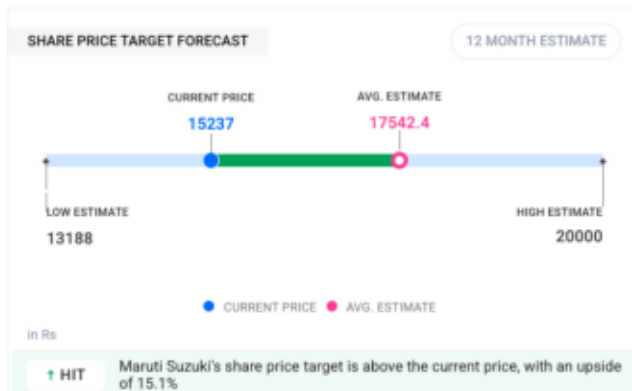 SHARE PRICE TARGET FORECAST
12 MONTH ESTIMATE
CURRENT PRICE
15237
AVG. ESTIMATE
17542.4
LOW ESTIMATE
13188
HIGH ESTIMATE
20000
CURRENT PRICE
AVG. ESTIMATE
in Rs
↑ HIT
Maruti Suzuki's share price target is above the current price, with an upside
of 15.1%